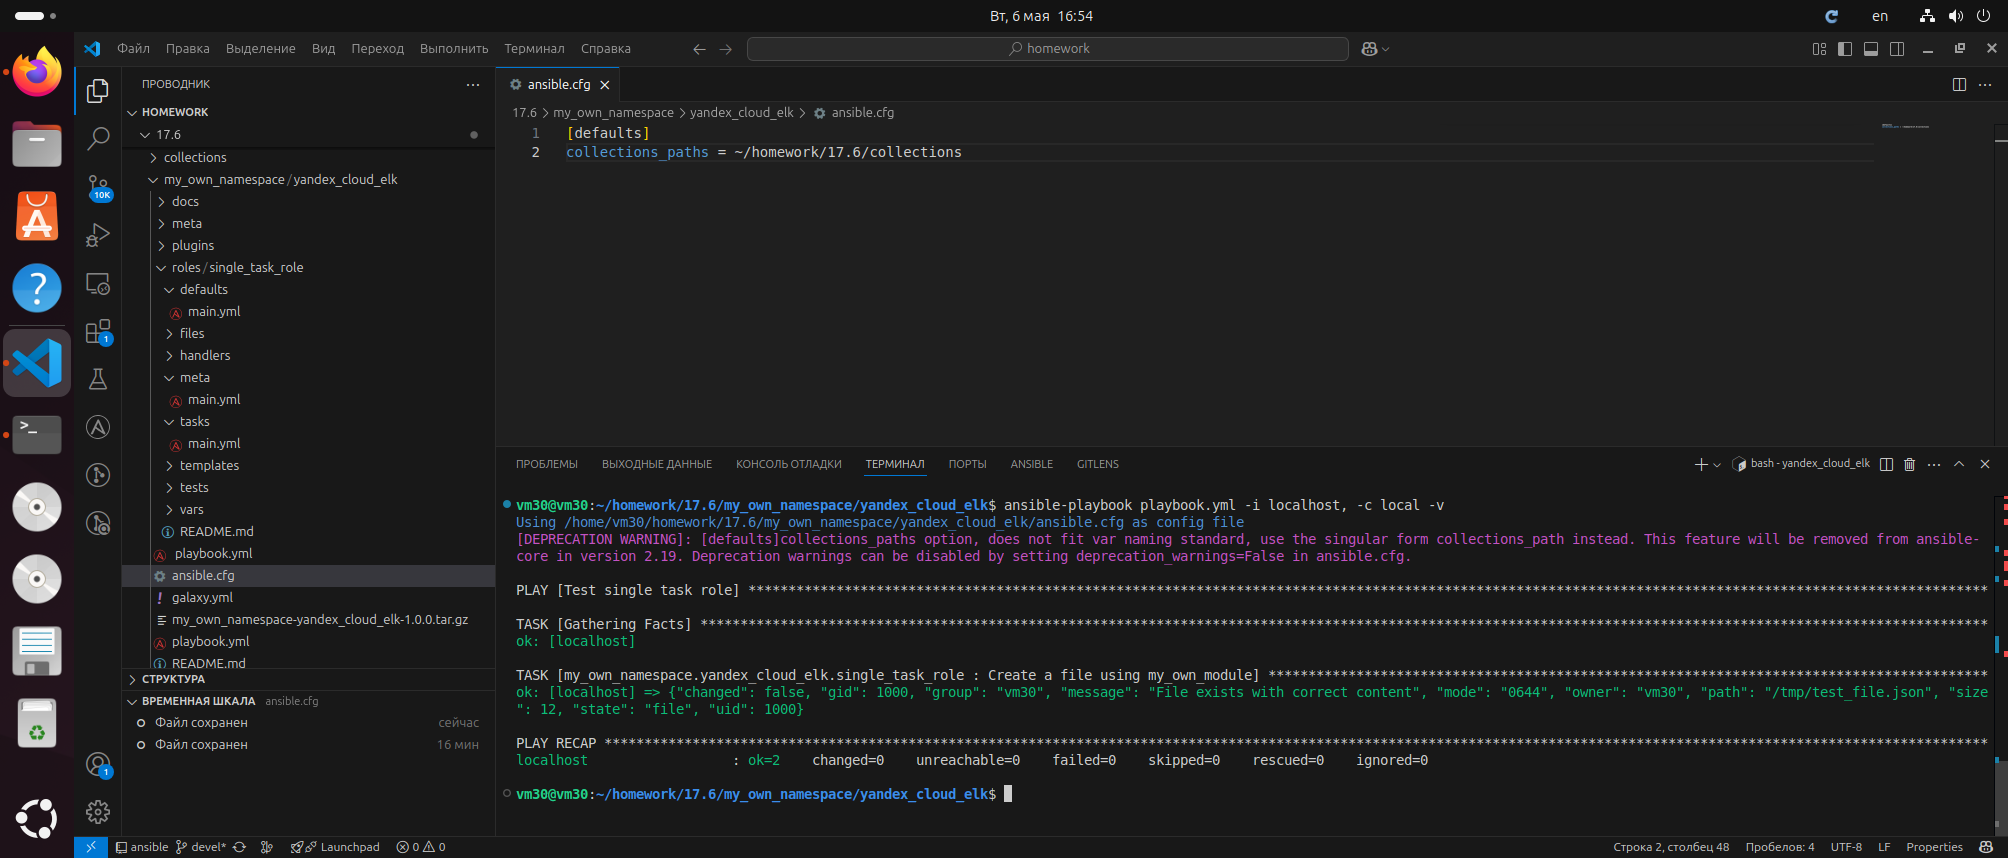 Вт, 6 мая 16:54
en
Файл Правка Выделение Вид Переход Выполнить Терминал Справка
homework
ПРОВОДНИК
HOMEWORK
17.6
collections
my_own_namespace/yandex_cloud_elk
docs
meta
plugins
roles/single_task_role
defaults
main.yml
files
handlers
meta
main.yml
tasks
main.yml
templates
tests
vars
README.md
playbook.yml
ansible.cfg
galaxy.yml
my_own_namespace-yandex_cloud_elk-1.0.0.tar.gz
playbook.yml
README.md
СТРУКТУРА
ВРЕМЕННАЯ ШКАЛА ansible.cfg
Файл сохранен сейчас
Файл сохранен 16 мин
10K
1
1
ansible.cfg
17.6 > my_own_namespace > yandex_cloud_elk > ansible.cfg
1 [defaults]
2 collections_paths = ~/homework/17.6/collections
ПРОБЛЕМЫ ВЫХОДНЫЕ ДАННЫЕ КОНСОЛЬ ОТЛАДКИ ТЕРМИНАЛ ПОРТЫ ANSIBLE GITLENS
bash - yandex_cloud_elk
vm30@vm30:~/homework/17.6/my_own_namespace/yandex_cloud_elk$ ansible-playbook playbook.yml -i localhost, -c local -v
Using /home/vm30/homework/17.6/my_own_namespace/yandex_cloud_elk/ansible.cfg as config file
[DEPRECATION WARNING]: [defaults]collections_paths option, does not fit var naming standard, use the singular form collections_path instead. This feature will be removed from ansible-
core in version 2.19. Deprecation warnings can be disabled by setting deprecation_warnings=False in ansible.cfg.
PLAY [Test single task role] ****************************************************************
TASK [Gathering Facts] ****************************************************************
ok: [localhost]
TASK [my_own_namespace.yandex_cloud_elk.single_task_role : Create a file using my_own_module] ****************************************************************
ok: [localhost] => {"changed": false, "gid": 1000, "group": "vm30", "message": "File exists with correct content", "mode": "0644", "owner": "vm30", "path": "/tmp/test_file.json", "size
": 12, "state": "file", "uid": 1000}
PLAY RECAP ****************************************************************
localhost : ok=2 changed=0 unreachable=0 failed=0 skipped=0 rescued=0 ignored=0
vm30@vm30:~/homework/17.6/my_own_namespace/yandex_cloud_elk$
ansible devel* Launchpad 0 0
Строка 2, столбец 48 Пробелов: 4 UTF-8 LF Properties